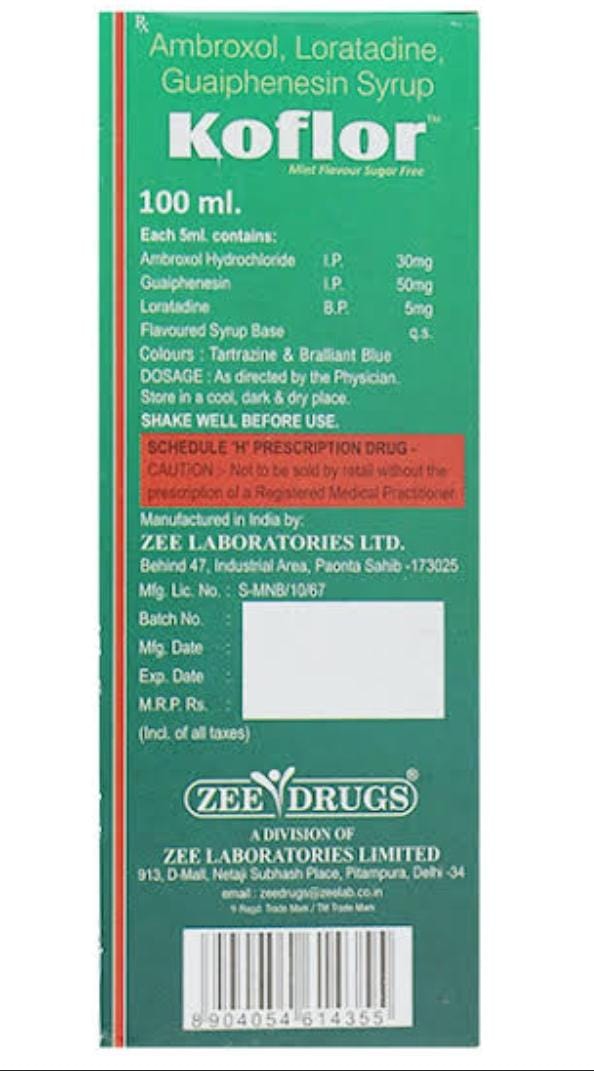 Rx
Ambroxol, Loratadine,
Guaiphenesin Syrup
Koflor™
Mint Flavour Sugar Free
100 ml.
Each 5ml. contains:
Ambroxol Hydrochloride I.P. 30mg
Guaiphenesin I.P. 50mg
Loratadine B.P. 5mg
Flavoured Syrup Base q.s.
Colours : Tartrazine & Bralliant Blue
DOSAGE : As directed by the Physician.
Store in a cool, dark & dry place.
SHAKE WELL BEFORE USE.
SCHEDULE 'H' PRESCRIPTION DRUG -
CAUTION :- Not to be sold by retail without the
prescription of a Registered Medical Practitioner.
Manufactured in India by:
ZEE LABORATORIES LTD.
Behind 47, Industrial Area, Paonta Sahib -173025
Mfg. Lic. No. : S-MNB/10/67
Batch No. :
Mfg. Date :
Exp. Date :
M.R.P. Rs. :
(Incl. of all taxes)
ZEE DRUGS®
A DIVISION OF
ZEE LABORATORIES LIMITED
913, D-Mall, Netaji Subhash Place, Pitampura, Delhi -34
email : zeedrugs@zeelab.co.in
Regd. Trade Mark / TM Trade Mark
8 904054 614355